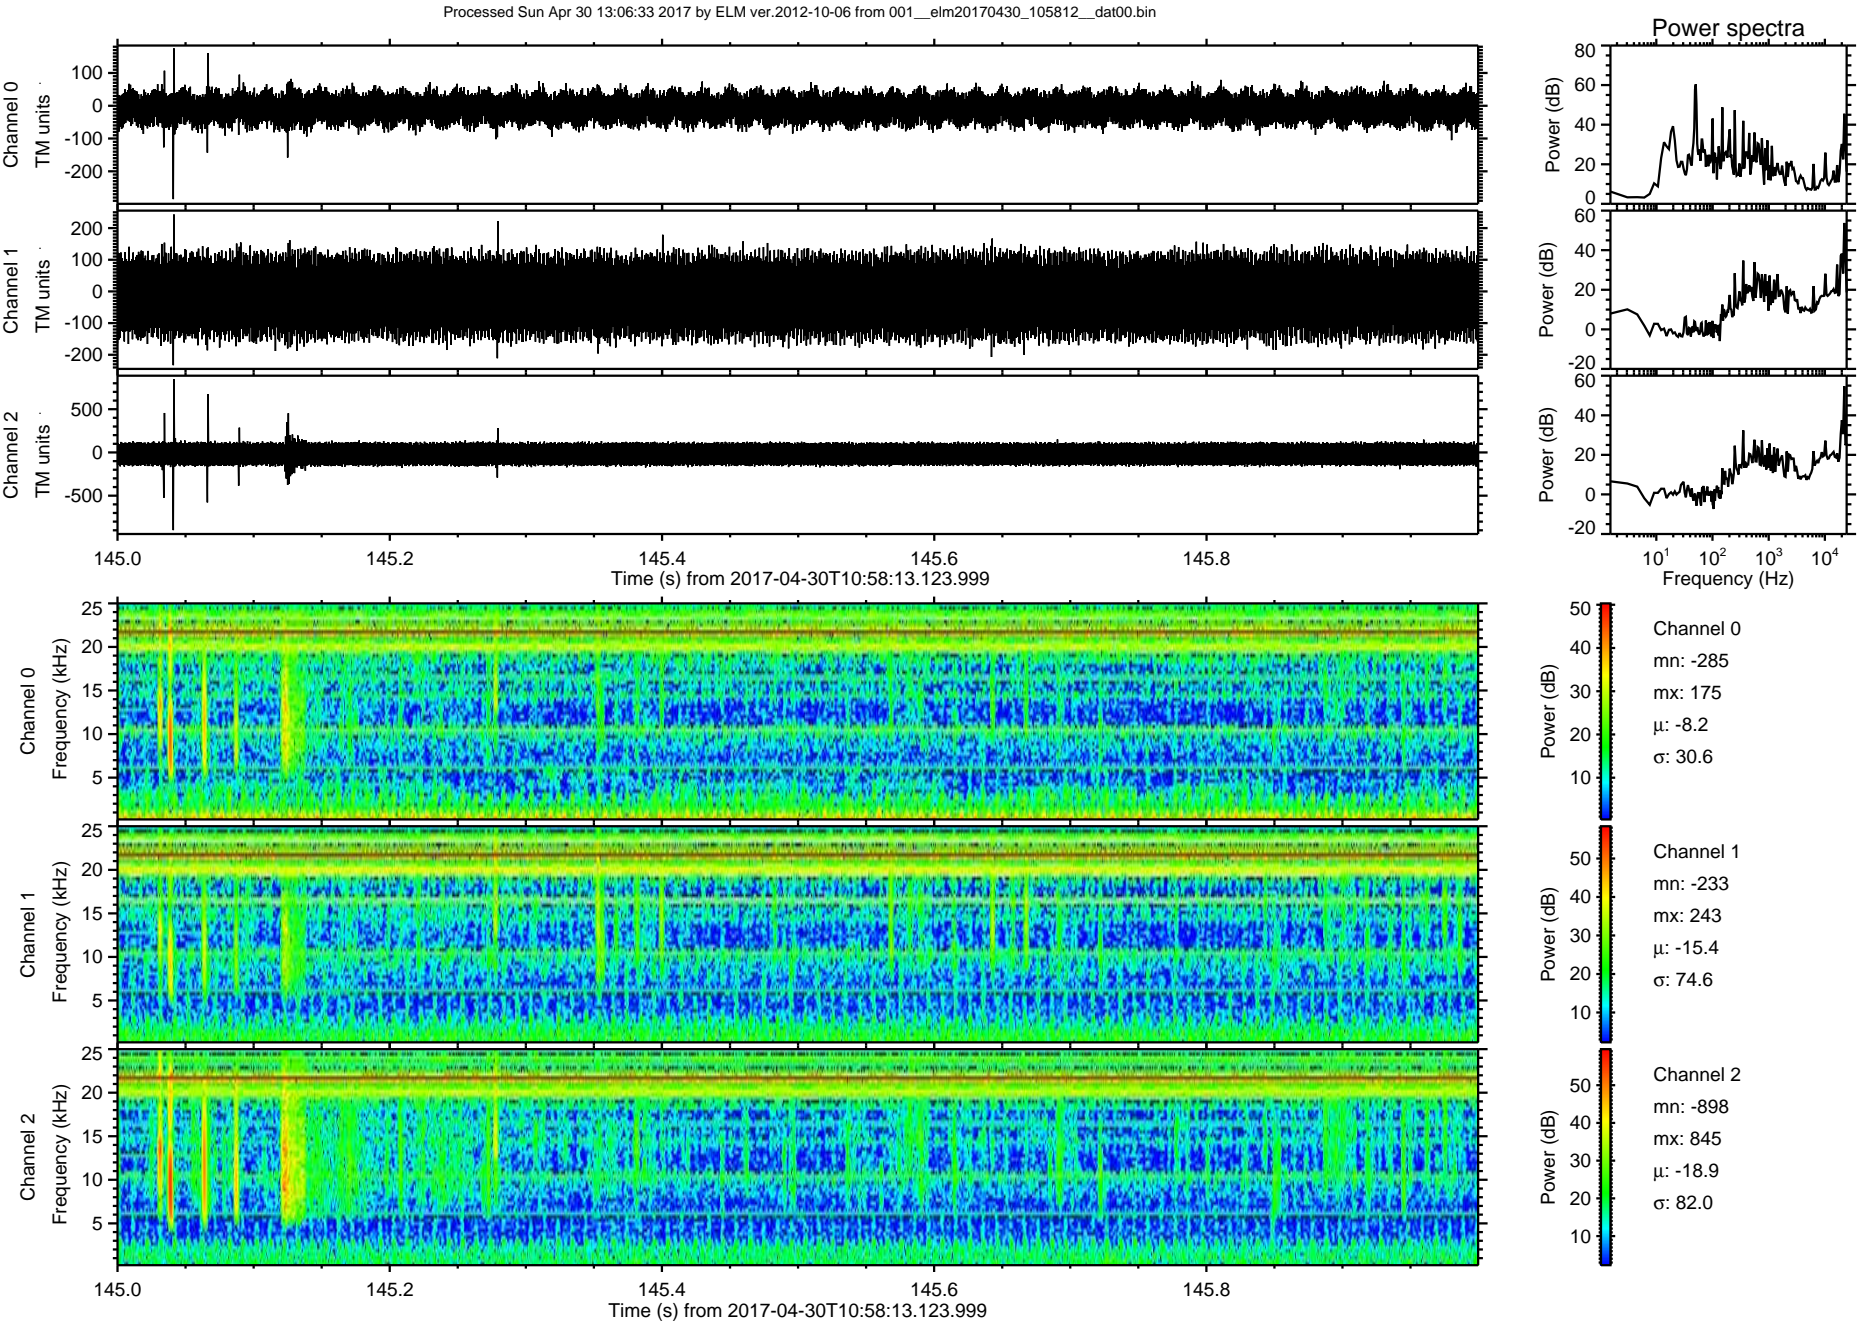 Processed Sun Apr 30 13:06:33 2017 by ELM ver.2012-10-06 from 001__elm20170430_105812__dat00.bin
Power spectra
Channel 0
TM units
100
0
-100
-200
Power (dB)
80
60
40
20
0
Channel 1
TM units
200
100
0
-100
-200
Power (dB)
60
40
20
0
-20
Channel 2
TM units
500
0
-500
Power (dB)
60
40
20
0
-20
145.0 145.2 145.4 145.6 145.8
Time (s) from 2017-04-30T10:58:13.123.999
10¹ 10² 10³ 10⁴
Frequency (Hz)
Channel 0
Frequency (kHz)
25
20
15
10
5
Power (dB)
50
40
30
20
10
Channel 0
mn: -285
mx: 175
μ: -8.2
σ: 30.6
Channel 1
Frequency (kHz)
25
20
15
10
5
Power (dB)
50
40
30
20
10
Channel 1
mn: -233
mx: 243
μ: -15.4
σ: 74.6
Channel 2
Frequency (kHz)
25
20
15
10
5
Power (dB)
50
40
30
20
10
Channel 2
mn: -898
mx: 845
μ: -18.9
σ: 82.0
145.0 145.2 145.4 145.6 145.8
Time (s) from 2017-04-30T10:58:13.123.999